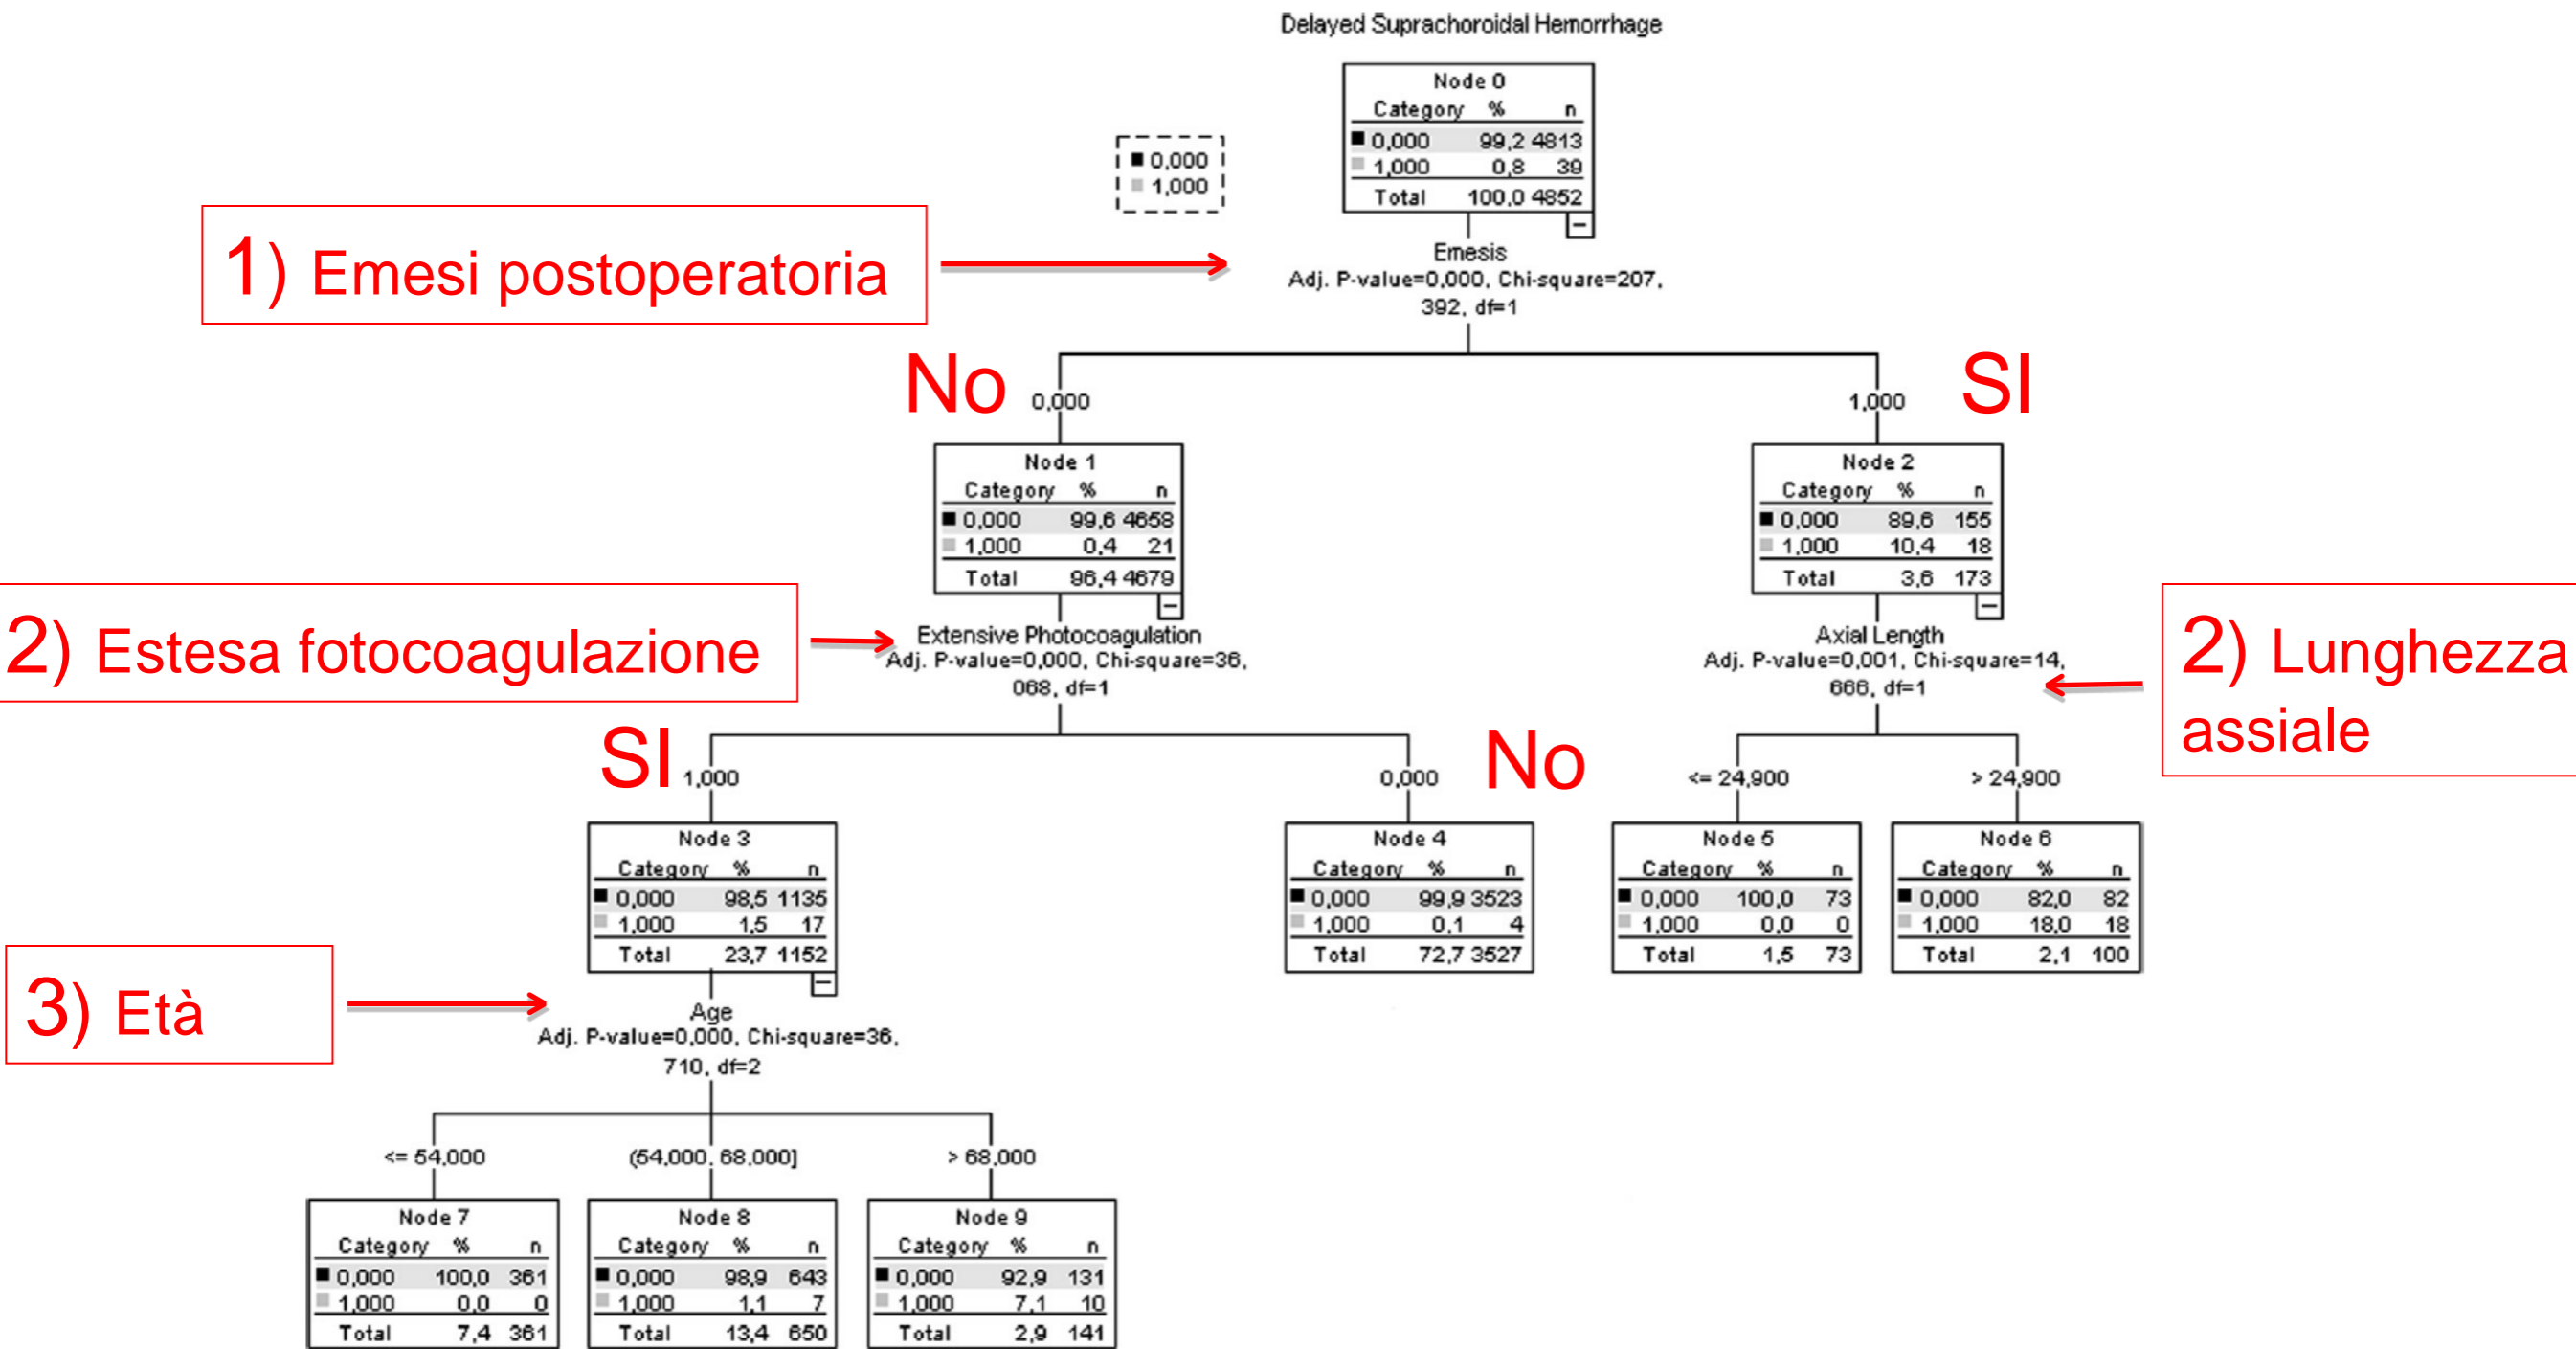 Delayed Suprachoroidal Hemorrhage
Node 0
Category % n
0,000 99,2 4813
1,000 0,8 39
Total 100,0 4852
0,000
1,000
1) Emesi postoperatoria
Emesis
Adj. P-value=0,000, Chi-square=207,
392, df=1
No
0,000
1,000
SI
Node 1
Category % n
0,000 99,6 4658
1,000 0,4 21
Total 96,4 4679
Node 2
Category % n
0,000 89,6 155
1,000 10,4 18
Total 3,6 173
2) Estesa fotocoagulazione
Extensive Photocoagulation
Adj. P-value=0,000, Chi-square=36,
068, df=1
Axial Length
Adj. P-value=0,001, Chi-square=14,
666, df=1
2) Lunghezza
assiale
SI
1,000
0,000
No
<= 24,900
> 24,900
Node 3
Category % n
0,000 98,5 1135
1,000 1,5 17
Total 23,7 1152
Node 4
Category % n
0,000 99,9 3523
1,000 0,1 4
Total 72,7 3527
Node 5
Category % n
0,000 100,0 73
1,000 0,0 0
Total 1,5 73
Node 6
Category % n
0,000 82,0 82
1,000 18,0 18
Total 2,1 100
3) Età
Age
Adj. P-value=0,000, Chi-square=36,
710, df=2
<= 54,000
(54,000, 68,000]
> 68,000
Node 7
Category % n
0,000 100,0 361
1,000 0,0 0
Total 7,4 361
Node 8
Category % n
0,000 98,9 643
1,000 1,1 7
Total 13,4 650
Node 9
Category % n
0,000 92,9 131
1,000 7,1 10
Total 2,9 141